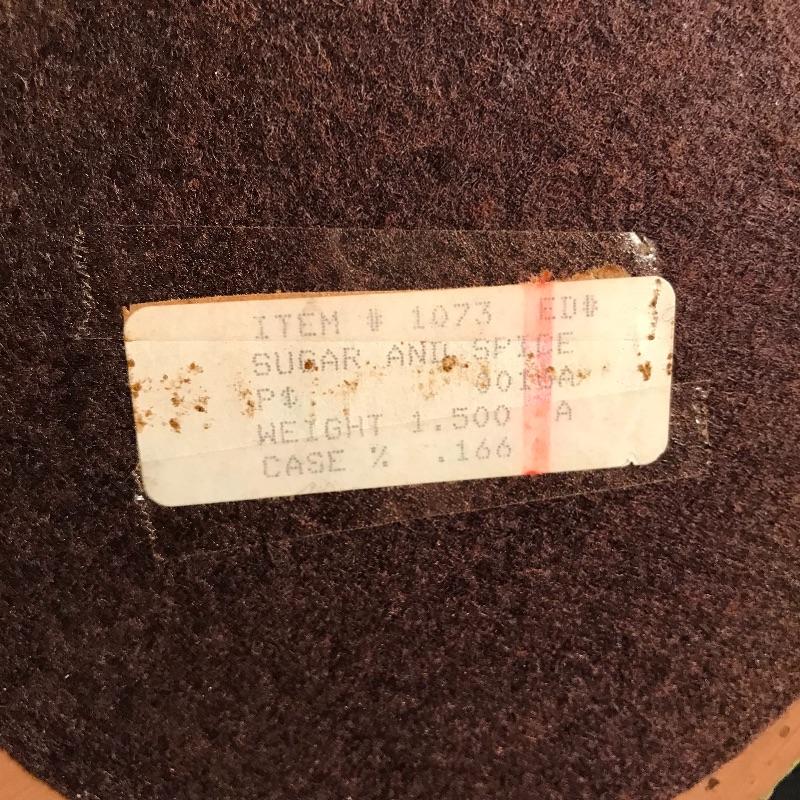 ITEM # 1073 ED#
SUGAR AND SPICE
P#
WEIGHT 1.500 A
CASE % .166